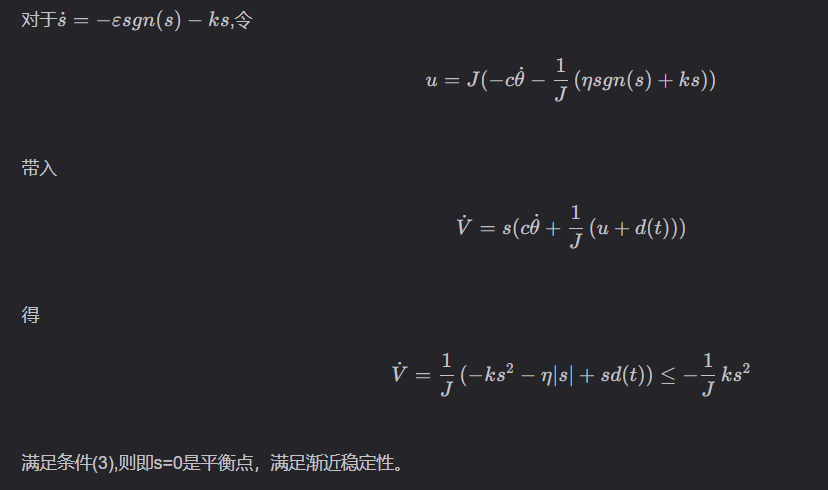 对于$\dot{s} = -\varepsilon sgn(s) - ks$,令
$u = J(-c\dot{\theta} - \frac{1}{J}(\eta sgn(s) + ks))$
带入
$\dot{V} = s(c\dot{\theta} + \frac{1}{J}(u + d(t)))$
得
$\dot{V} = \frac{1}{J}(-ks^2 - \eta|s| + sd(t)) \leq -\frac{1}{J}ks^2$
满足条件(3),则即s=0是平衡点，满足渐近稳定性。